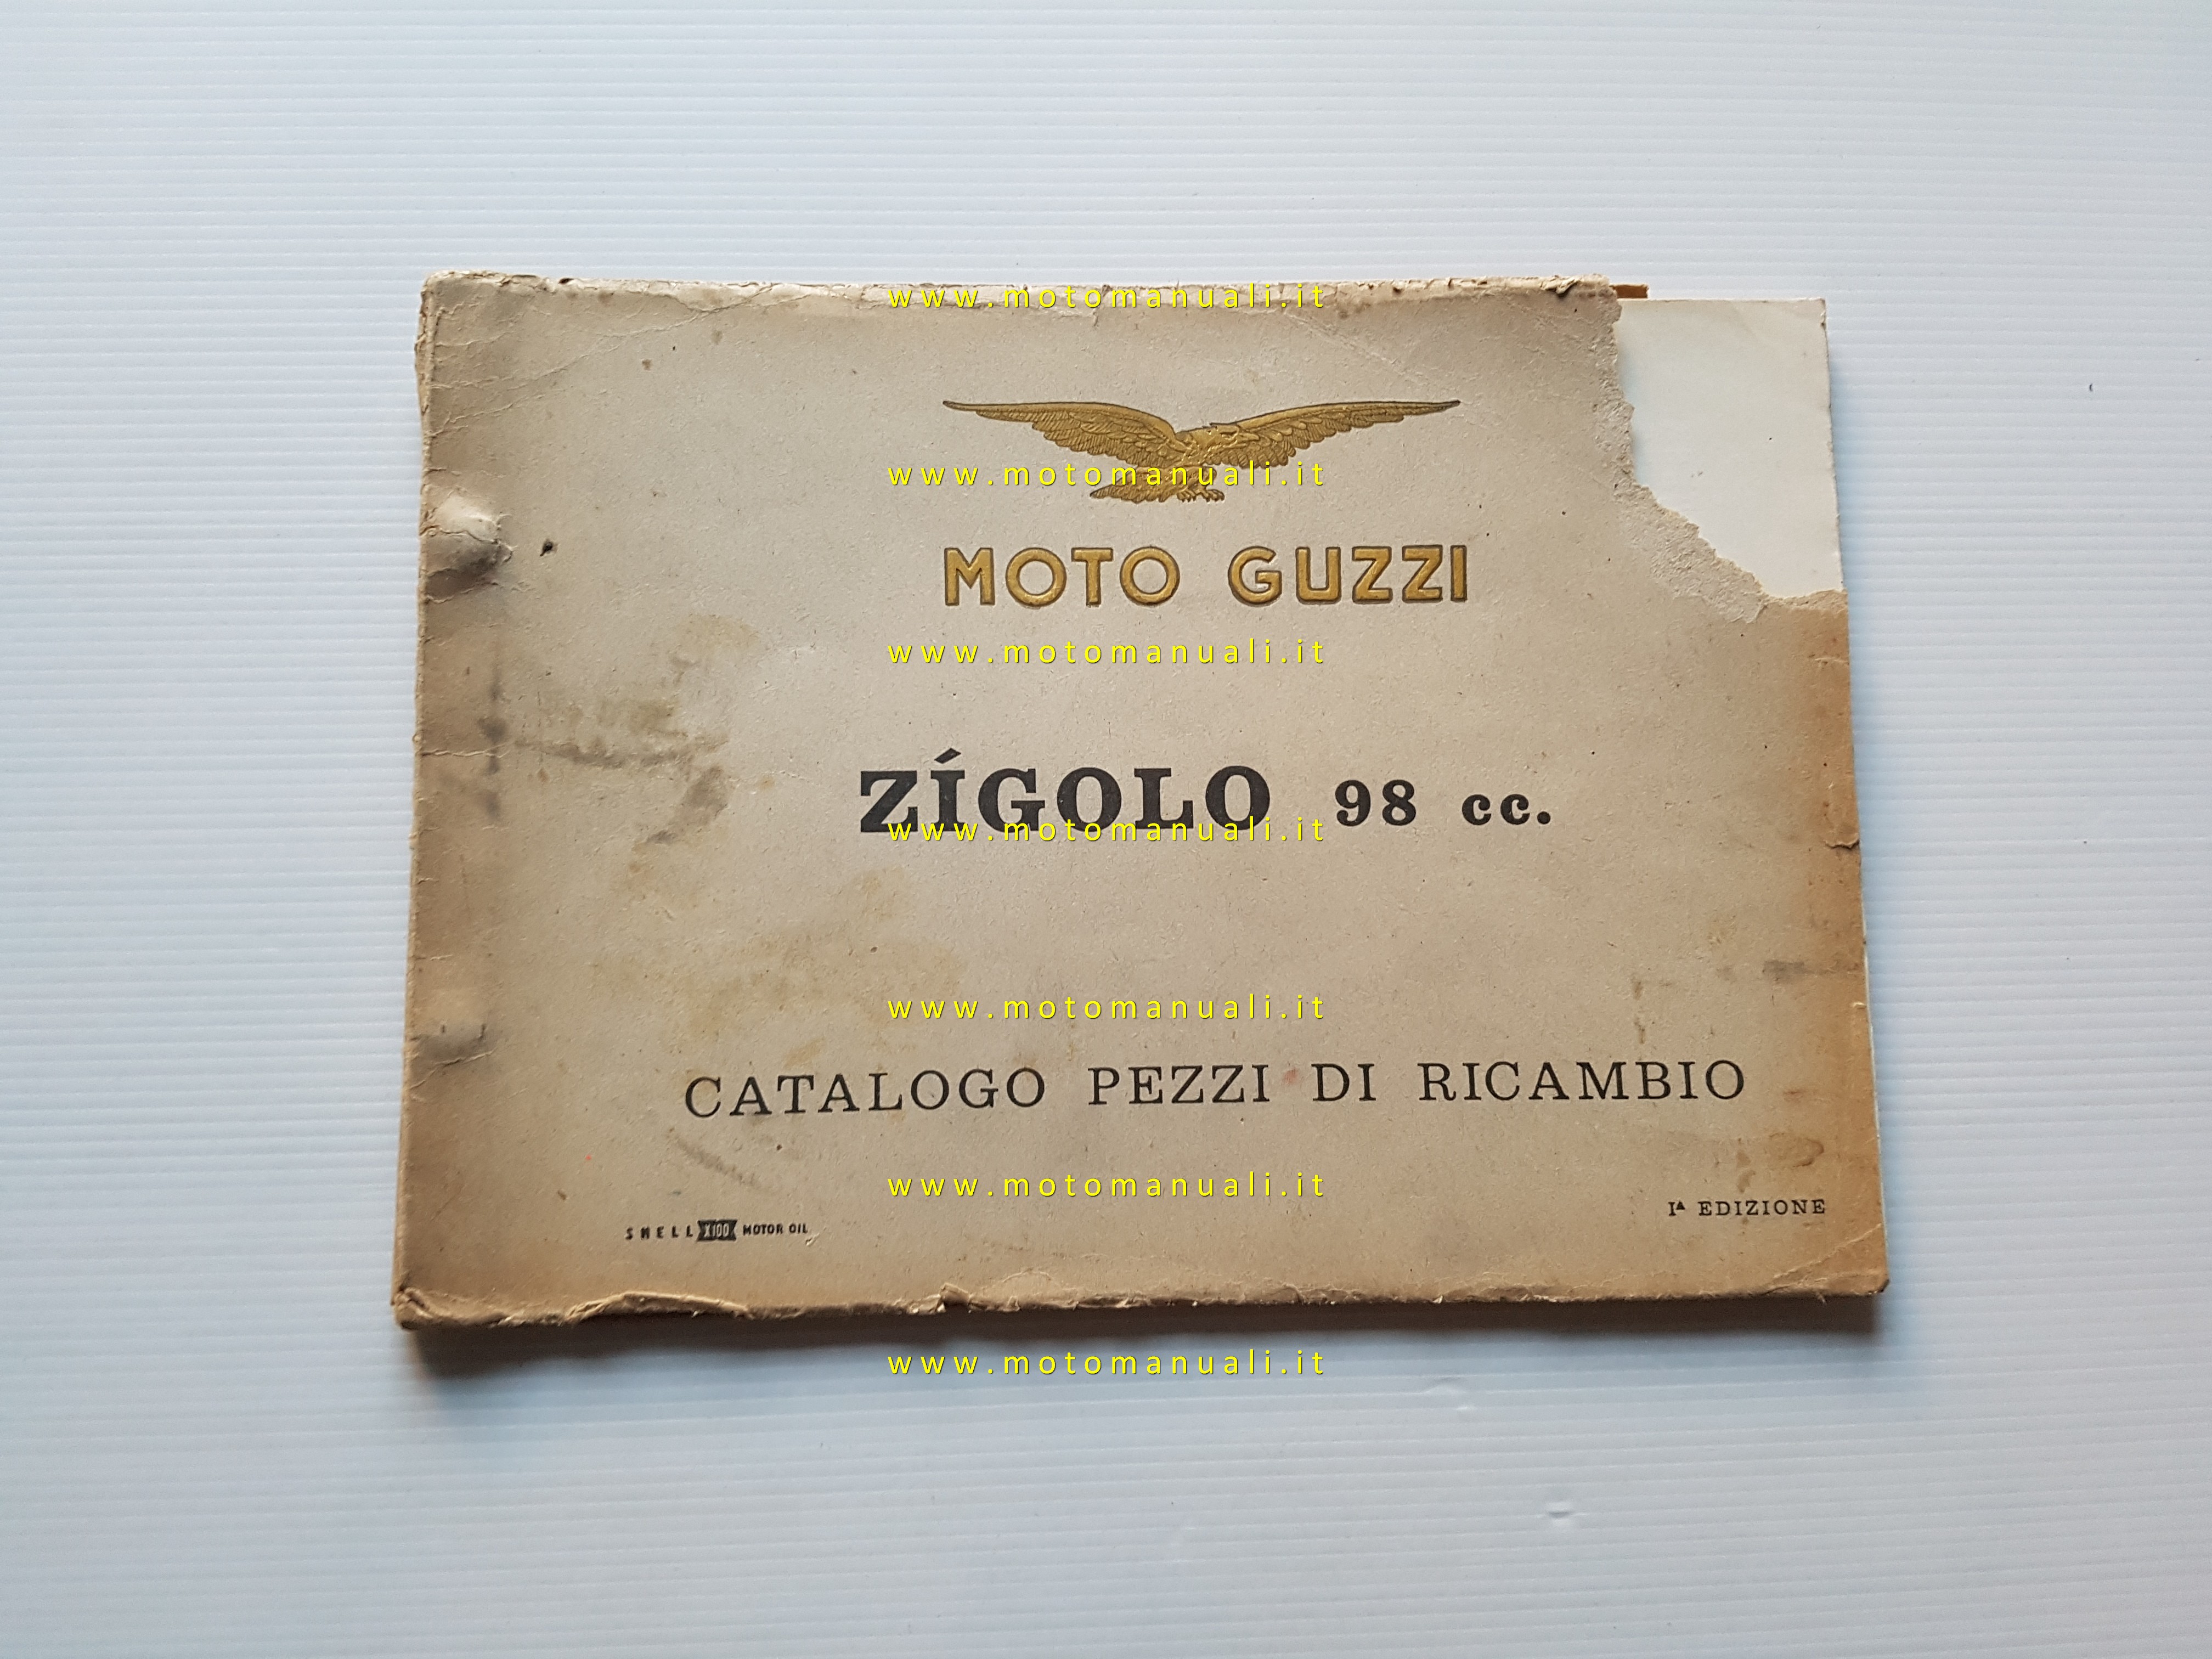 www.motomanuali.it
www.motomanuali.it
MOTO GUZZI
www.motomanuali.it
ZÍGOLO 98 cc.
www.motomanuali.it
www.motomanuali.it
CATALOGO PEZZI DI RICAMBIO
www.motomanuali.it
Iᴬ EDIZIONE
SHELL X100 MOTOR OIL
www.motomanuali.it